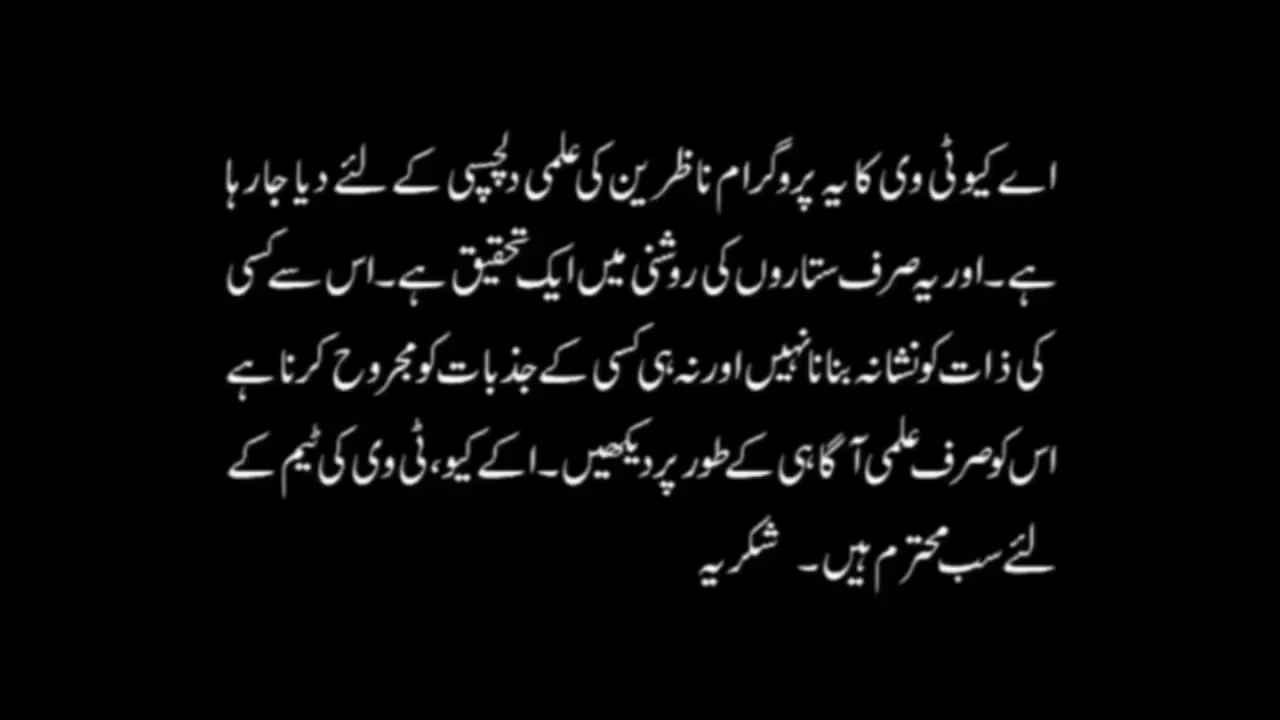 اے کیو ٹی وی کا یہ پروگرام ناظرین کی علمی دلچسپی کے لئے دیا جارہا
ہے۔ اور یہ صرف ستاروں کی روشنی میں ایک تحقیق ہے۔ اس سے کسی
کی ذات کو نشانہ بنانا نہیں اور نہ ہی کسی کے جذبات کو مجروح کرنا ہے
اس کو صرف علمی آگاہی کے طور پر دیکھیں۔ اکے کیو، ٹی وی کی ٹیم کے
لئے سب محترم ہیں۔ شکریہ